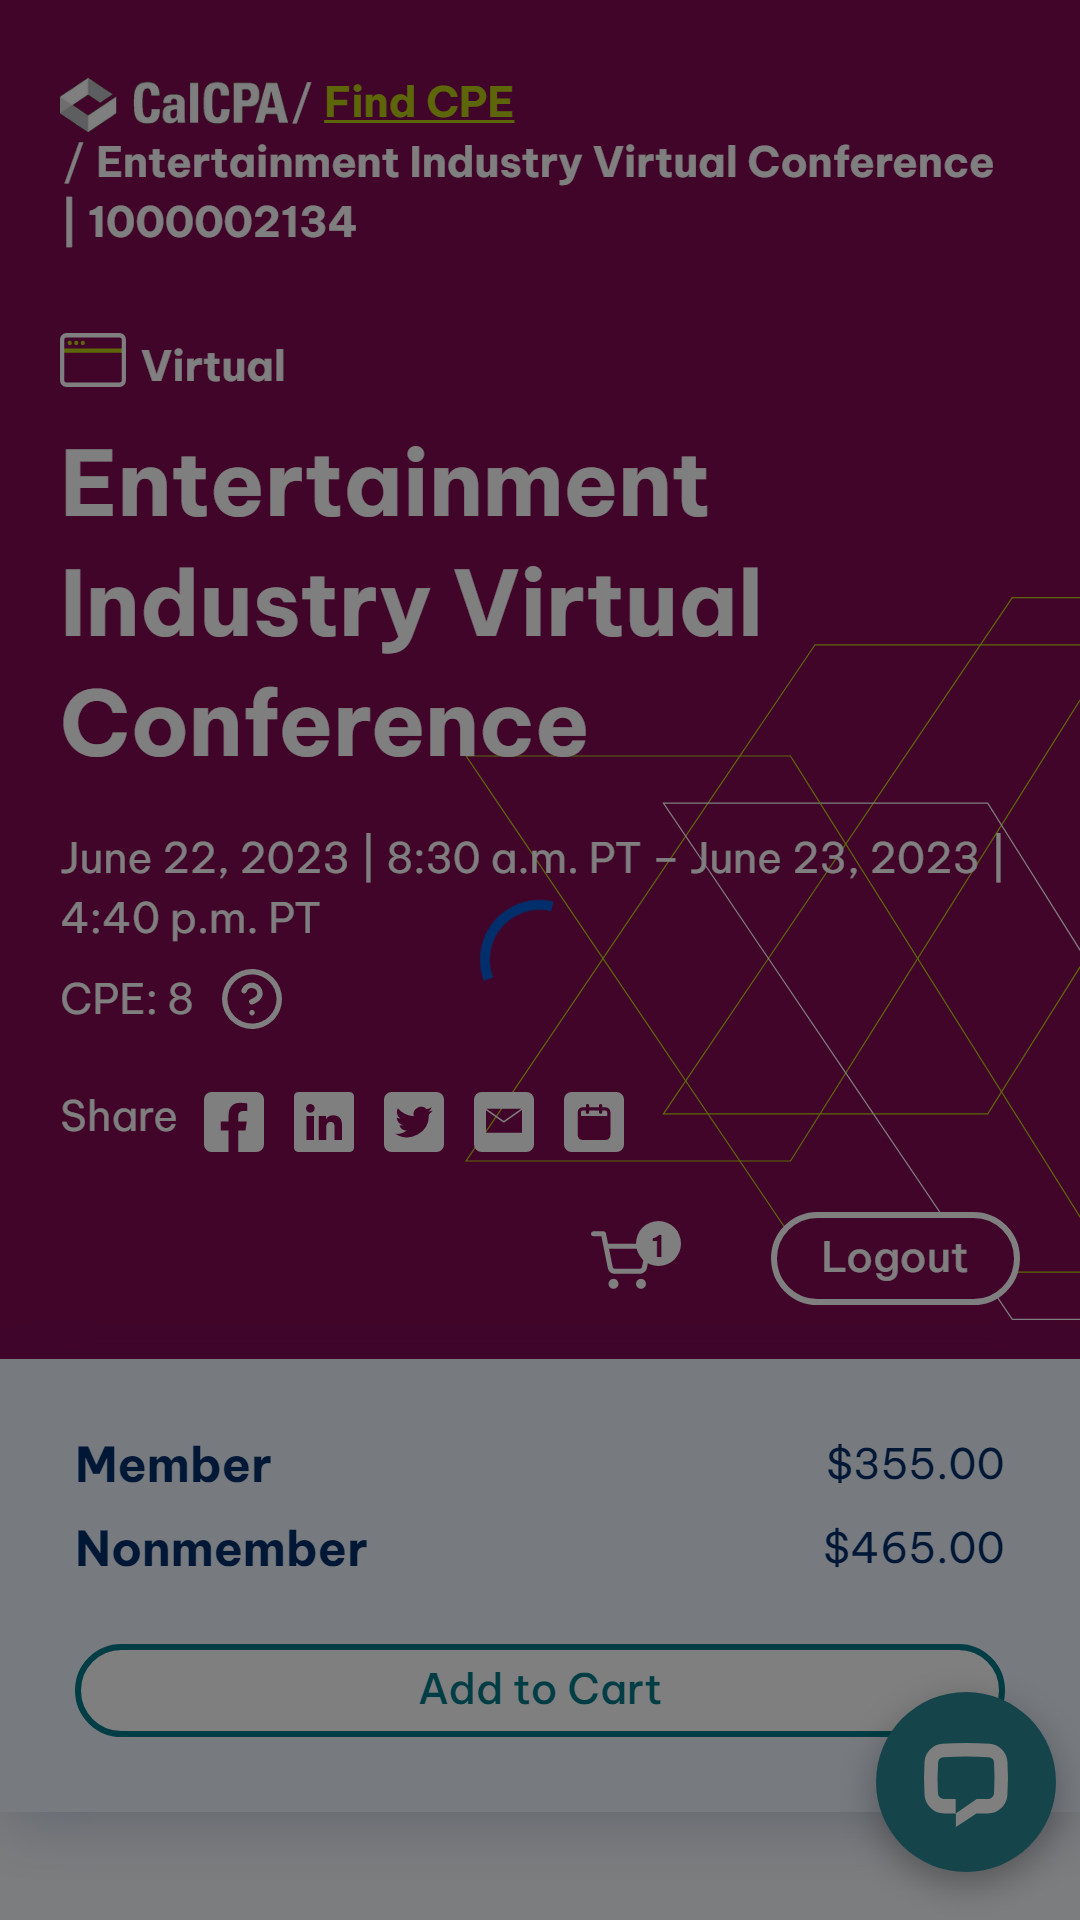 CalCPA / Find CPE
/ Entertainment Industry Virtual Conference
| 1000002134
Virtual
Entertainment
Industry Virtual
Conference
June 22, 2023 | 8:30 a.m. PT – June 23, 2023 |
4:40 p.m. PT
CPE: 8 ?
Share
1
Logout
Member $355.00
Nonmember $465.00
Add to Cart